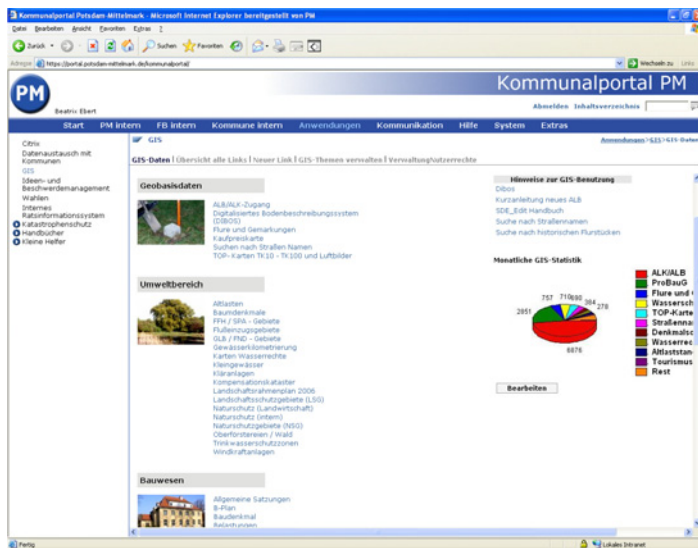 Kommunalportal Potsdam-Mittelmark - Microsoft Internet Explorer bereitgestellt von PM
Datei Bearbeiten Ansicht Favoriten Extras ?
Zurück Suchen Favoriten
Adresse https://portal.potsdam-mittelmark.de/kommunalportal/ Wechseln zu Links
PM
Kommunalportal PM
Beatrix Ebert
Abmelden Inhaltsverzeichnis
Start PM intern FB intern Kommune intern Anwendungen Kommunikation Hilfe System Extras
Citrix
Datenaustausch mit
Kommunen
GIS
Ideen- und
Beschwerdemanagement
Wahlen
Internes
Ratsinformationssystem
Katastrophenschutz
Handbücher
Kleine Helfer
GIS
Anwendungen>GIS>GIS-Daten
GIS-Daten | Übersicht alle Links | Neuer Link | GIS-Themen verwalten | Verwaltung Nutzerrechte
Geobasisdaten
ALB/ALK-Zugang
Digitalisiertes Bodenbeschreibungssystem
(DIBOS)
Flure und Gemarkungen
Kaufpreiskarte
Suchen nach Straßen Namen
TOP- Karten TK10 - TK100 und Luftbilder
Umweltbereich
Altlasten
Baumdenkmale
FFH / SPA - Gebiete
Flußeinzugsgebiete
GLB / FND - Gebiete
Gewässerkilometrierung
Karten Wasserrechte
Kleingewässer
Kläranlagen
Kompensationskataster
Landschaftsrahmenplan 2006
Landschaftsschutzgebiete (LSG)
Naturschutz (Landwirtschaft)
Naturschutz (intern)
Naturschutzgebiete (NSG)
Oberförstereien / Wald
Trinkwasserschutzzonen
Windkraftanlagen
Bauwesen
Allgemeine Satzungen
B-Plan
Baudenkmal
Belastungen
Hinweise zur GIS-Benutzung
Dibos
Kurzanleitung neues ALB
SDE_Edit Handbuch
Suche nach Straßennamen
Suche nach historischen Flurstücken
Monatliche GIS-Statistik
757 710 690 384 278
2851
8876
ALK/ALB
ProBauG
Flure und
Wassersch
TOP-Karte
Straßenna
Denkmalsc
Wasserrec
Altlaststan
Tourismus
Rest
Bearbeiten
Fertig
Lokales Intranet